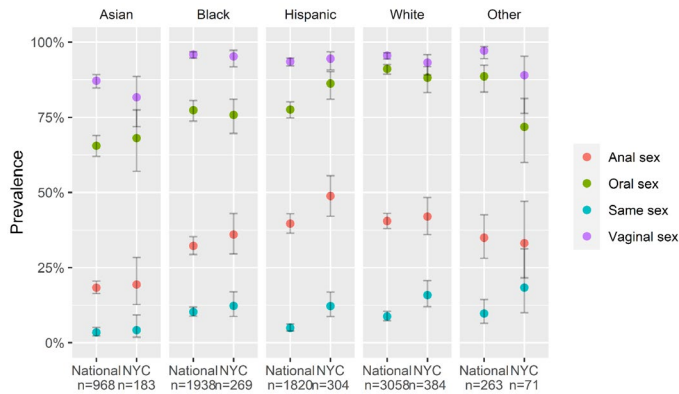 Asian Black Hispanic White Other
100%
75%
50%
25%
0%
Prevalence
National NYC National NYC National NYC National NYC National NYC
n=968 n=183 n=1938 n=269 n=1820 n=304 n=3058 n=384 n=263 n=71
Anal sex
Oral sex
Same sex
Vaginal sex